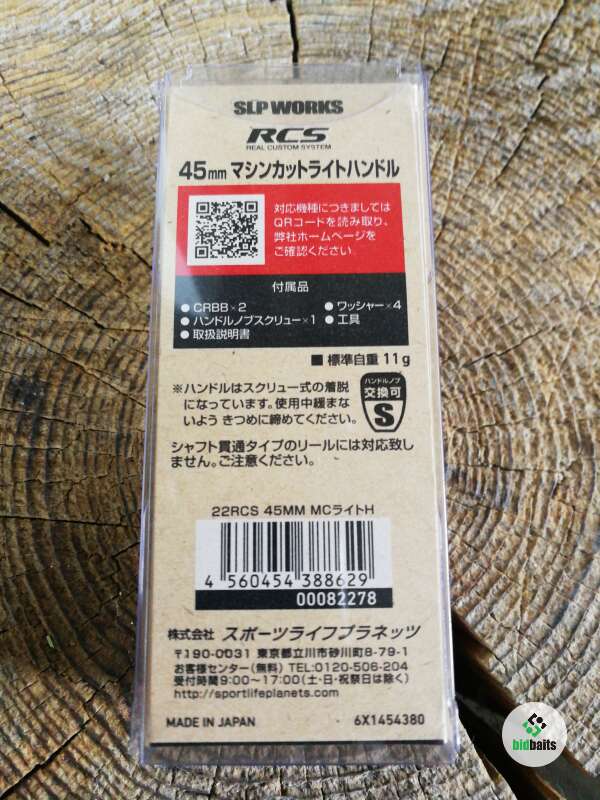 SLP WORKS
RCS
REAL CUSTOM SYSTEM
45mm マシンカットライトハンドル
対応機種につきましては
QRコードを読み取り、
弊社ホームページを
ご確認ください
付属品
● CRBB×2 ● ワッシャー×4
● ハンドルノブスクリュー×1 ● 工具
● 取扱説明書
■ 標準自重 11g
※ハンドルはスクリュー式の着脱
になっています。使用中緩まな
いよう きつめに締めてください。
ハンドルノブ
交換可
S
シャフト貫通タイプのリールには対応致し
ません。ご注意ください。
22RCS 45MM MCライトH
4 560454 388629
00082278
株式会社 スポーツライフプラネッツ
〒190-0031 東京都立川市砂川町8-79-1
お客様センター(無料) TEL:0120-506-204
受付時間9:00〜17:00(土・日・祝祭日は除く)
http://sportlifeplanets.com/
MADE IN JAPAN 6X1454380
bidbaits